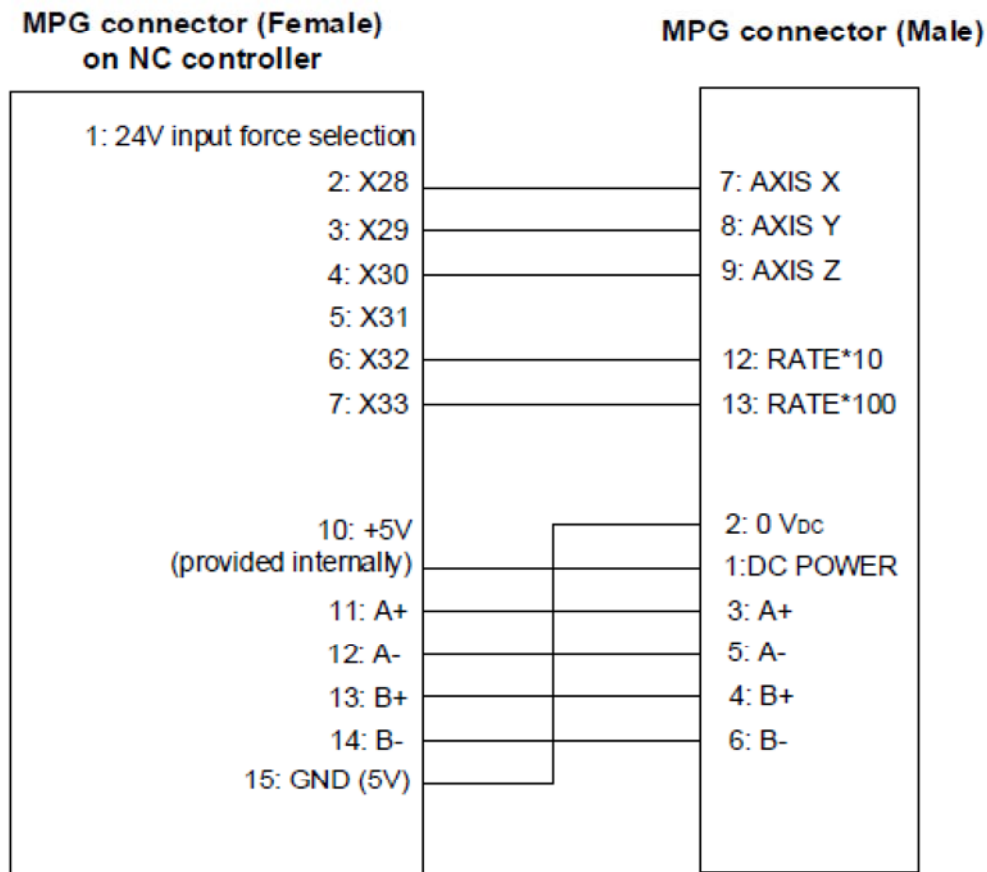 MPG connector (Female)
on NC controller
MPG connector (Male)
1: 24V input force selection
2: X28
3: X29
4: X30
5: X31
6: X32
7: X33
10: +5V
(provided internally)
11: A+
12: A-
13: B+
14: B-
15: GND (5V)
7: AXIS X
8: AXIS Y
9: AXIS Z
12: RATE*10
13: RATE*100
2: 0 VDC
1:DC POWER
3: A+
5: A-
4: B+
6: B-